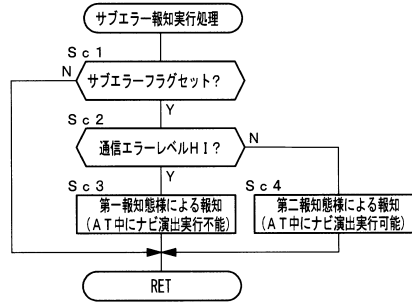 サブエラー報知実行処理
Sc1
N
サブエラーフラグセット?
Y
Sc2
N
通信エラーレベルHI?
Y
Sc3
Sc4
第一報知態様による報知
(AT中にナビ演出実行不能)
第二報知態様による報知
(AT中にナビ演出実行可能)
RET